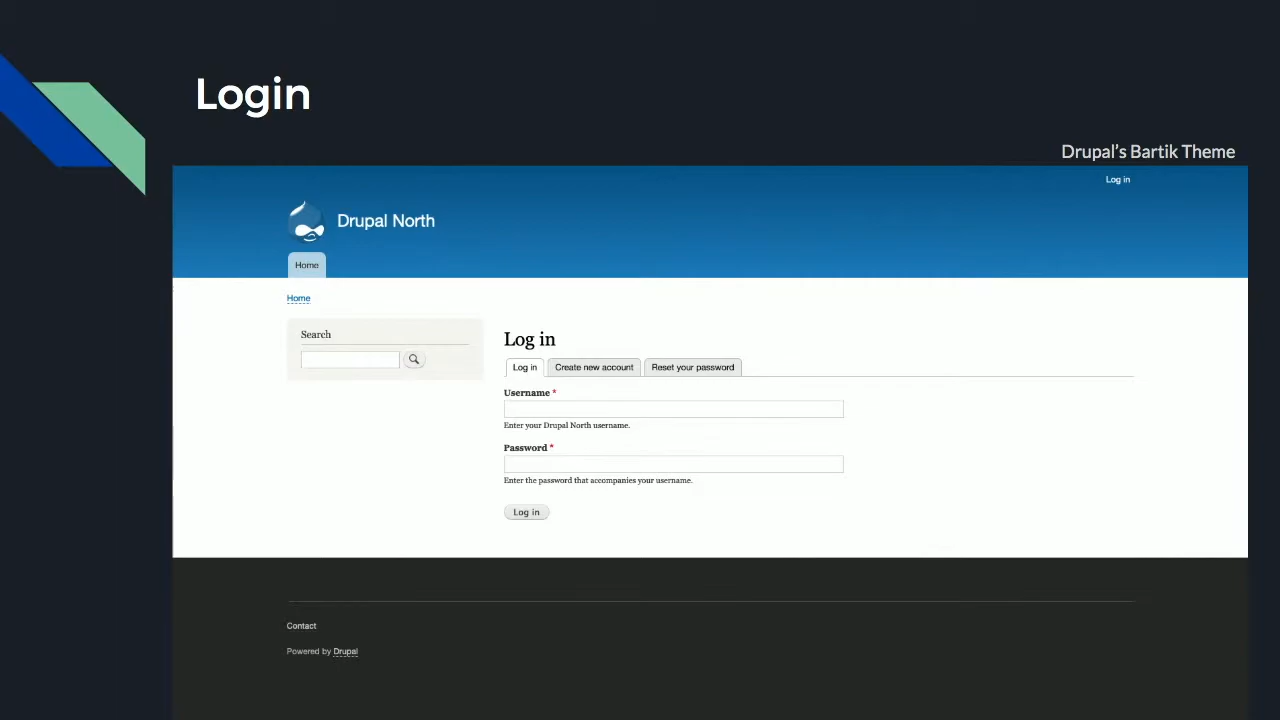 Login
Drupal's Bartik Theme
Log in
Drupal North
Home
Home
Search
Log in
Log in Create new account Reset your password
Username *
Enter your Drupal North username.
Password *
Enter the password that accompanies your username.
Log in
Contact
Powered by Drupal